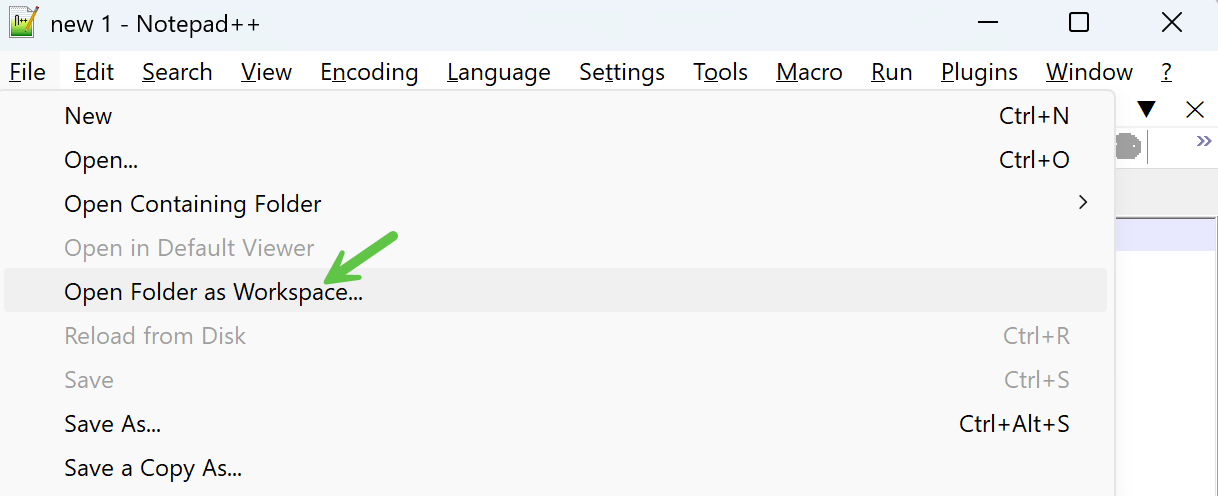 new 1 - Notepad++
File Edit Search View Encoding Language Settings Tools Macro Run Plugins Window ?
New Ctrl+N
Open... Ctrl+O
Open Containing Folder
Open in Default Viewer
Open Folder as Workspace...
Reload from Disk Ctrl+R
Save Ctrl+S
Save As... Ctrl+Alt+S
Save a Copy As...